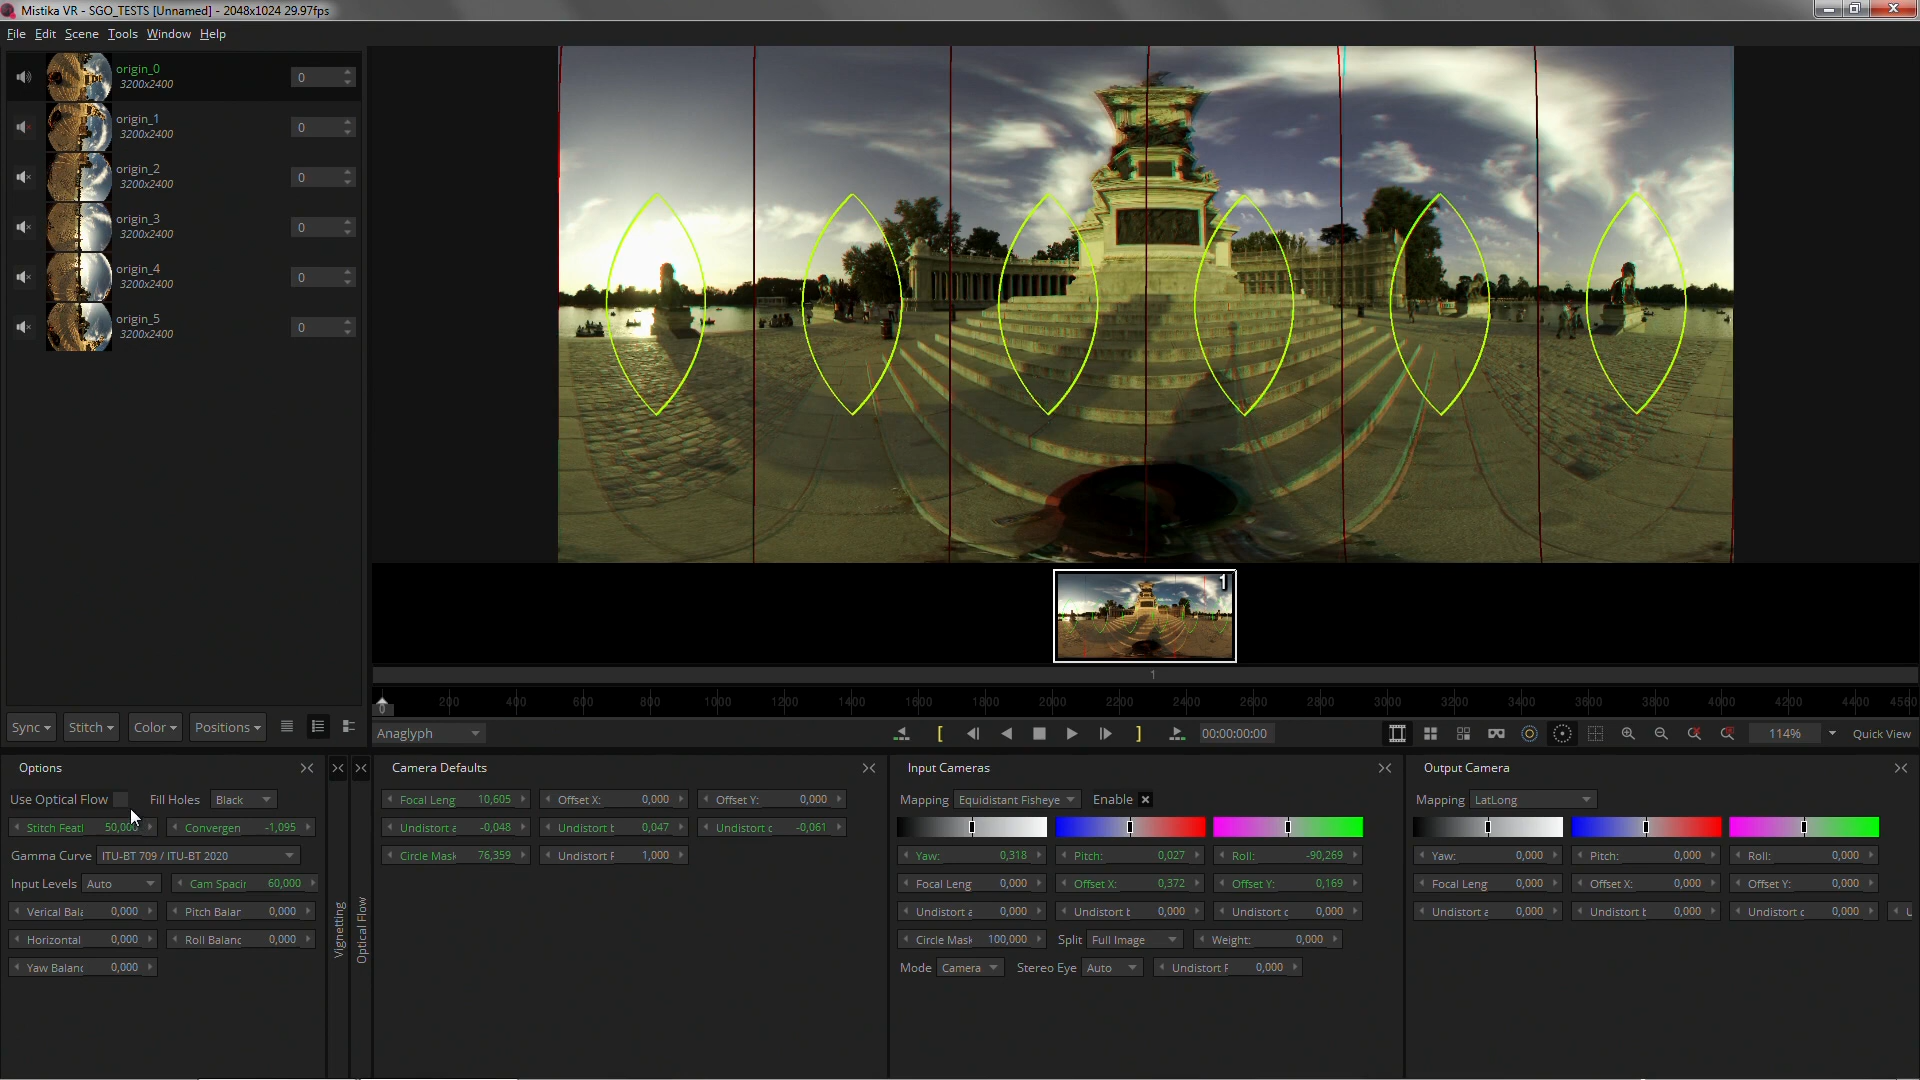 Mistika VR - SGO_TESTS [Unnamed] - 2048x1024 29.97fps
File Edit Scene Tools Window Help
origin_0
3200x2400
0
origin_1
3200x2400
0
origin_2
3200x2400
0
origin_3
3200x2400
0
origin_4
3200x2400
0
origin_5
3200x2400
0
1
1
0 200 400 600 800 1000 1200 1400 1600 1800 2000 2200 2400 2600 2800 3000 3200 3400 3600 3800 4000 4200 4400 4560
Sync Stitch Color Positions
Anaglyph [ ] 00:00:00:00 114% Quick View
Options
Use Optical Flow Fill Holes Black
Stitch Featl 50,000 Convergen -1,095
Gamma Curve ITU-BT 709 / ITU-BT 2020
Input Levels Auto Cam Spacir 60,000
Verical Bala 0,000 Pitch Balar 0,000
Horizontal 0,000 Roll Balanc 0,000
Yaw Balanc 0,000
Vignetting
Optical Flow
Camera Defaults
Focal Leng 10,605 Offset X: 0,000 Offset Y: 0,000
Undistort a -0,048 Undistort b 0,047 Undistort c -0,061
Circle Mask 76,359 Undistort F 1,000
Input Cameras
Mapping Equidistant Fisheye Enable
Yaw: 0,318 Pitch: 0,027 Roll: -90,269
Focal Leng 0,000 Offset X: 0,372 Offset Y: 0,169
Undistort a 0,000 Undistort b 0,000 Undistort c 0,000
Circle Mask 100,000 Split Full Image Weight: 0,000
Mode Camera Stereo Eye Auto Undistort F 0,000
Output Camera
Mapping LatLong
Yaw: 0,000 Pitch: 0,000 Roll: 0,000
Focal Leng 0,000 Offset X: 0,000 Offset Y: 0,000
Undistort a 0,000 Undistort b 0,000 Undistort c 0,000